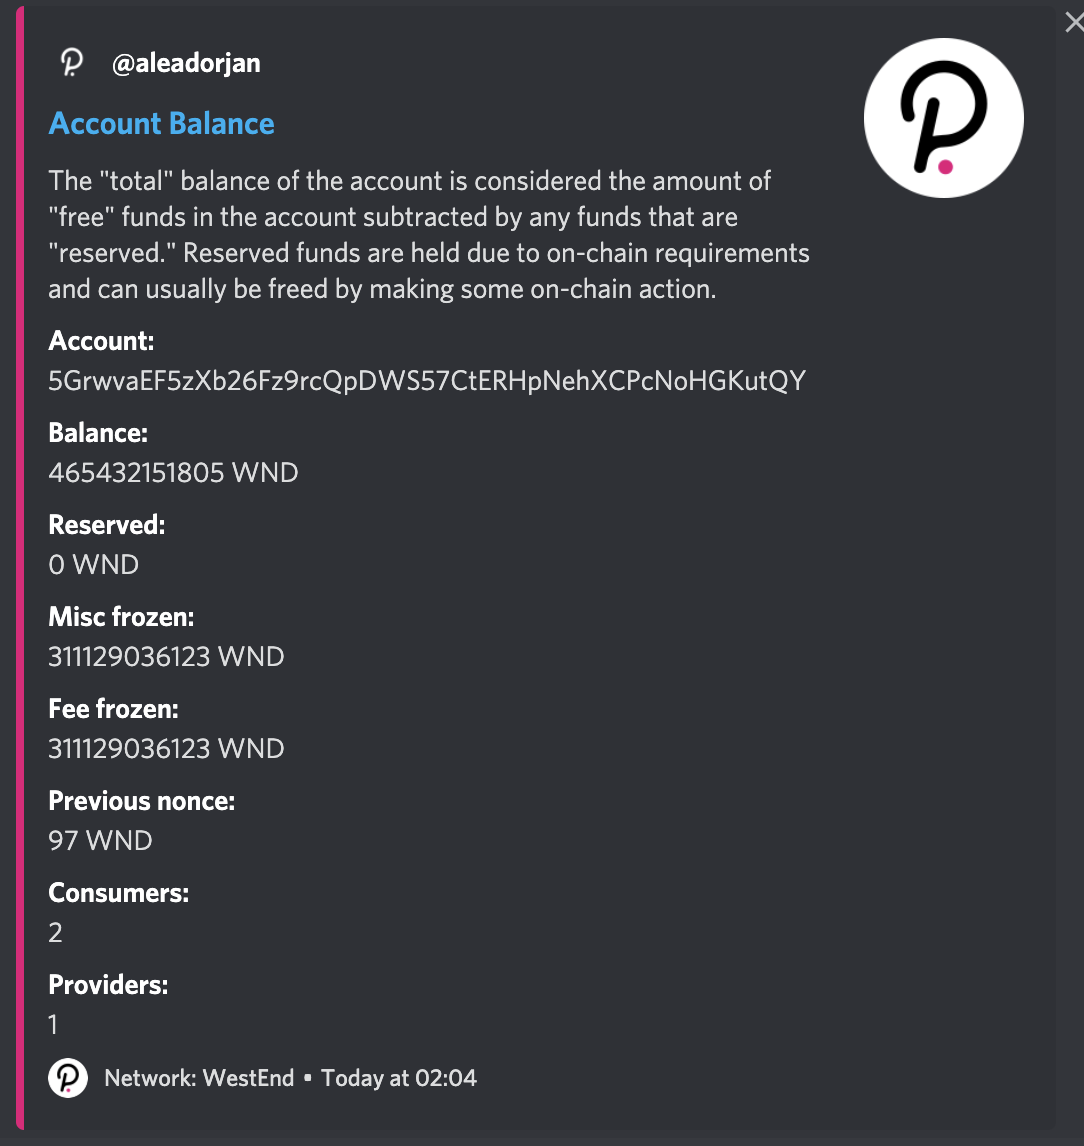 @aleadorjan
Account Balance
The "total" balance of the account is considered the amount of
"free" funds in the account subtracted by any funds that are
"reserved." Reserved funds are held due to on-chain requirements
and can usually be freed by making some on-chain action.
Account:
5GrwvaEF5zXb26Fz9rcQpDWS57CtERHpNehXCPcNoHGKutQY
Balance:
465432151805 WND
Reserved:
0 WND
Misc frozen:
311129036123 WND
Fee frozen:
311129036123 WND
Previous nonce:
97 WND
Consumers:
2
Providers:
1
Network: WestEnd • Today at 02:04